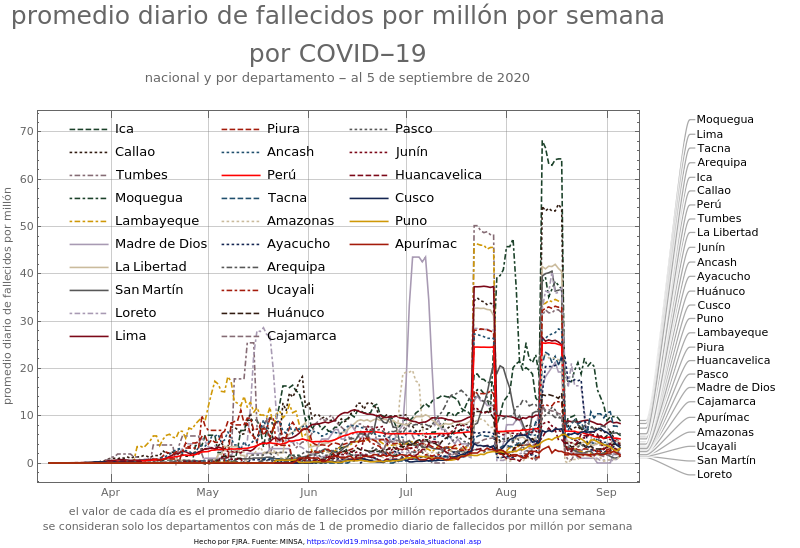 promedio diario de fallecidos por millón por semana
por COVID‒19
nacional y por departamento ‒ al 5 de septiembre de 2020
promedio diario de fallecidos por millón
70
60
50
40
30
20
10
0
Ica
Callao
Tumbes
Moquegua
Lambayeque
Madre de Dios
La Libertad
San Martín
Loreto
Lima
Piura
Ancash
Perú
Tacna
Amazonas
Ayacucho
Arequipa
Ucayali
Huánuco
Cajamarca
Pasco
Junín
Huancavelica
Cusco
Puno
Apurímac
Moquegua
Lima
Tacna
Arequipa
Ica
Callao
Perú
Tumbes
La Libertad
Junín
Ancash
Ayacucho
Huánuco
Cusco
Puno
Lambayeque
Piura
Huancavelica
Pasco
Madre de Dios
Cajamarca
Apurímac
Amazonas
Ucayali
San Martín
Loreto
Apr May Jun Jul Aug Sep
el valor de cada día es el promedio diario de fallecidos por millón reportados durante una semana
se consideran solo los departamentos con más de 1 de promedio diario de fallecidos por millón por semana
Hecho por FJRA. Fuente: MINSA, https://covid19.minsa.gob.pe/sala_situacional.asp